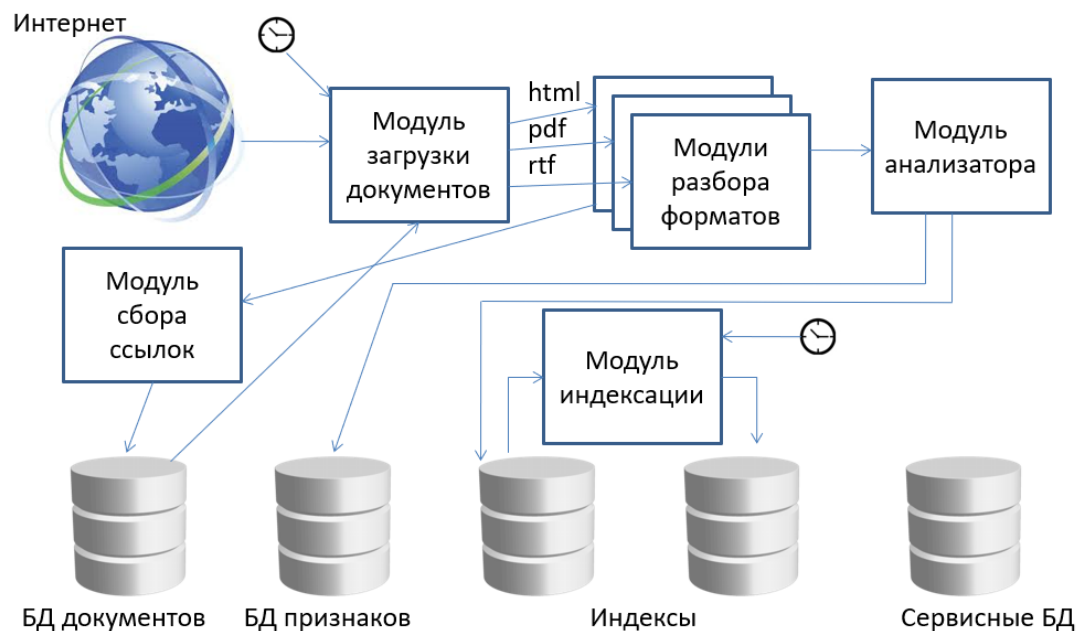 Интернет
Модуль
загрузки
документов
html
pdf
rtf
Модули
разбора
форматов
Модуль
анализатора
Модуль
сбора
ссылок
Модуль
индексации
БД документов
БД признаков
Индексы
Сервисные БД